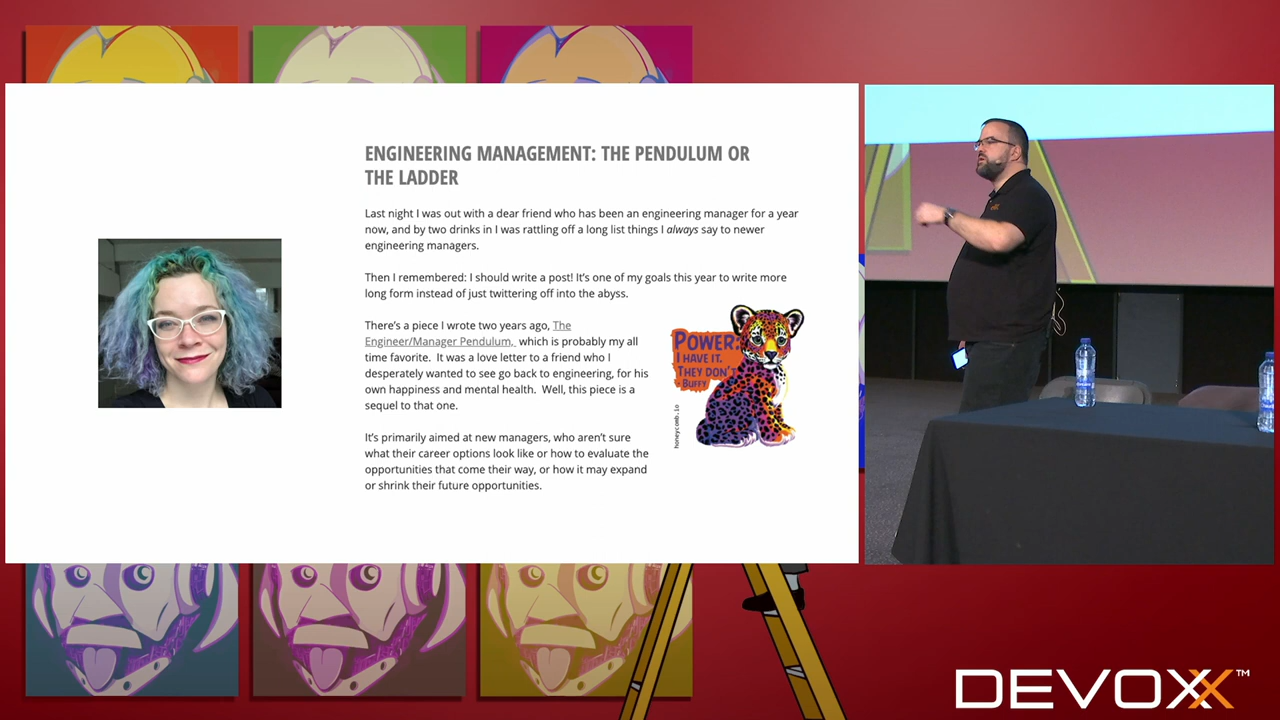 ENGINEERING MANAGEMENT: THE PENDULUM OR
THE LADDER
Last night I was out with a dear friend who has been an engineering manager for a year
now, and by two drinks in I was rattling off a long list things I always say to newer
engineering managers.
Then I remembered: I should write a post! It's one of my goals this year to write more
long form instead of just twittering off into the abyss.
There's a piece I wrote two years ago, The
Engineer/Manager Pendulum, which is probably my all
time favorite. It was a love letter to a friend who I
desperately wanted to see go back to engineering, for his
own happiness and mental health. Well, this piece is a
sequel to that one.
It's primarily aimed at new managers, who aren't sure
what their career options look like or how to evaluate the
opportunities that come their way, or how it may expand
or shrink their future opportunities.
POWER:
I HAVE IT.
THEY DON'T
honeycomb.io
DEVOXX™